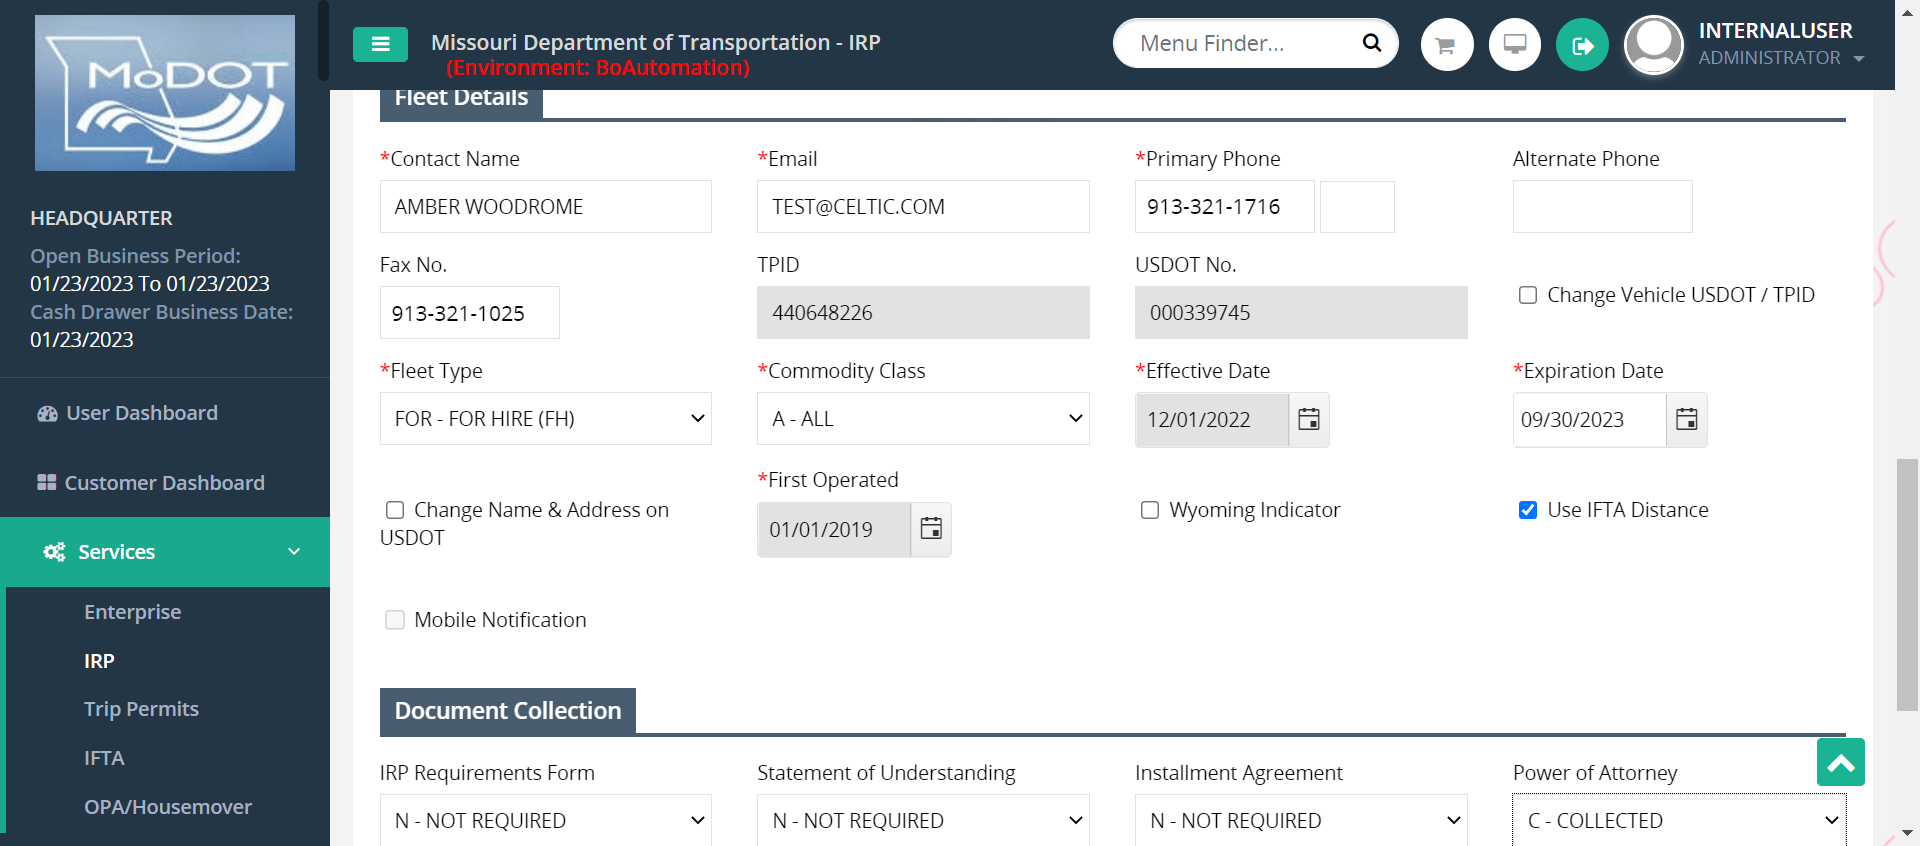 MoDOT
HEADQUARTER
Open Business Period:
01/23/2023 To 01/23/2023
Cash Drawer Business Date:
01/23/2023
User Dashboard
Customer Dashboard
Services
Enterprise
IRP
Trip Permits
IFTA
OPA/Housemover
Missouri Department of Transportation - IRP
(Environment: BoAutomation)
Menu Finder...
INTERNALUSER
ADMINISTRATOR
Fleet Details
*Contact Name *Email *Primary Phone Alternate Phone
AMBER WOODROME TEST@CELTIC.COM 913-321-1716
Fax No. TPID USDOT No.
913-321-1025 440648226 000339745 Change Vehicle USDOT / TPID
*Fleet Type *Commodity Class *Effective Date *Expiration Date
FOR - FOR HIRE (FH) A - ALL 12/01/2022 09/30/2023
*First Operated
Change Name & Address on USDOT 01/01/2019 Wyoming Indicator Use IFTA Distance
Mobile Notification
Document Collection
IRP Requirements Form Statement of Understanding Installment Agreement Power of Attorney
N - NOT REQUIRED N - NOT REQUIRED N - NOT REQUIRED C - COLLECTED